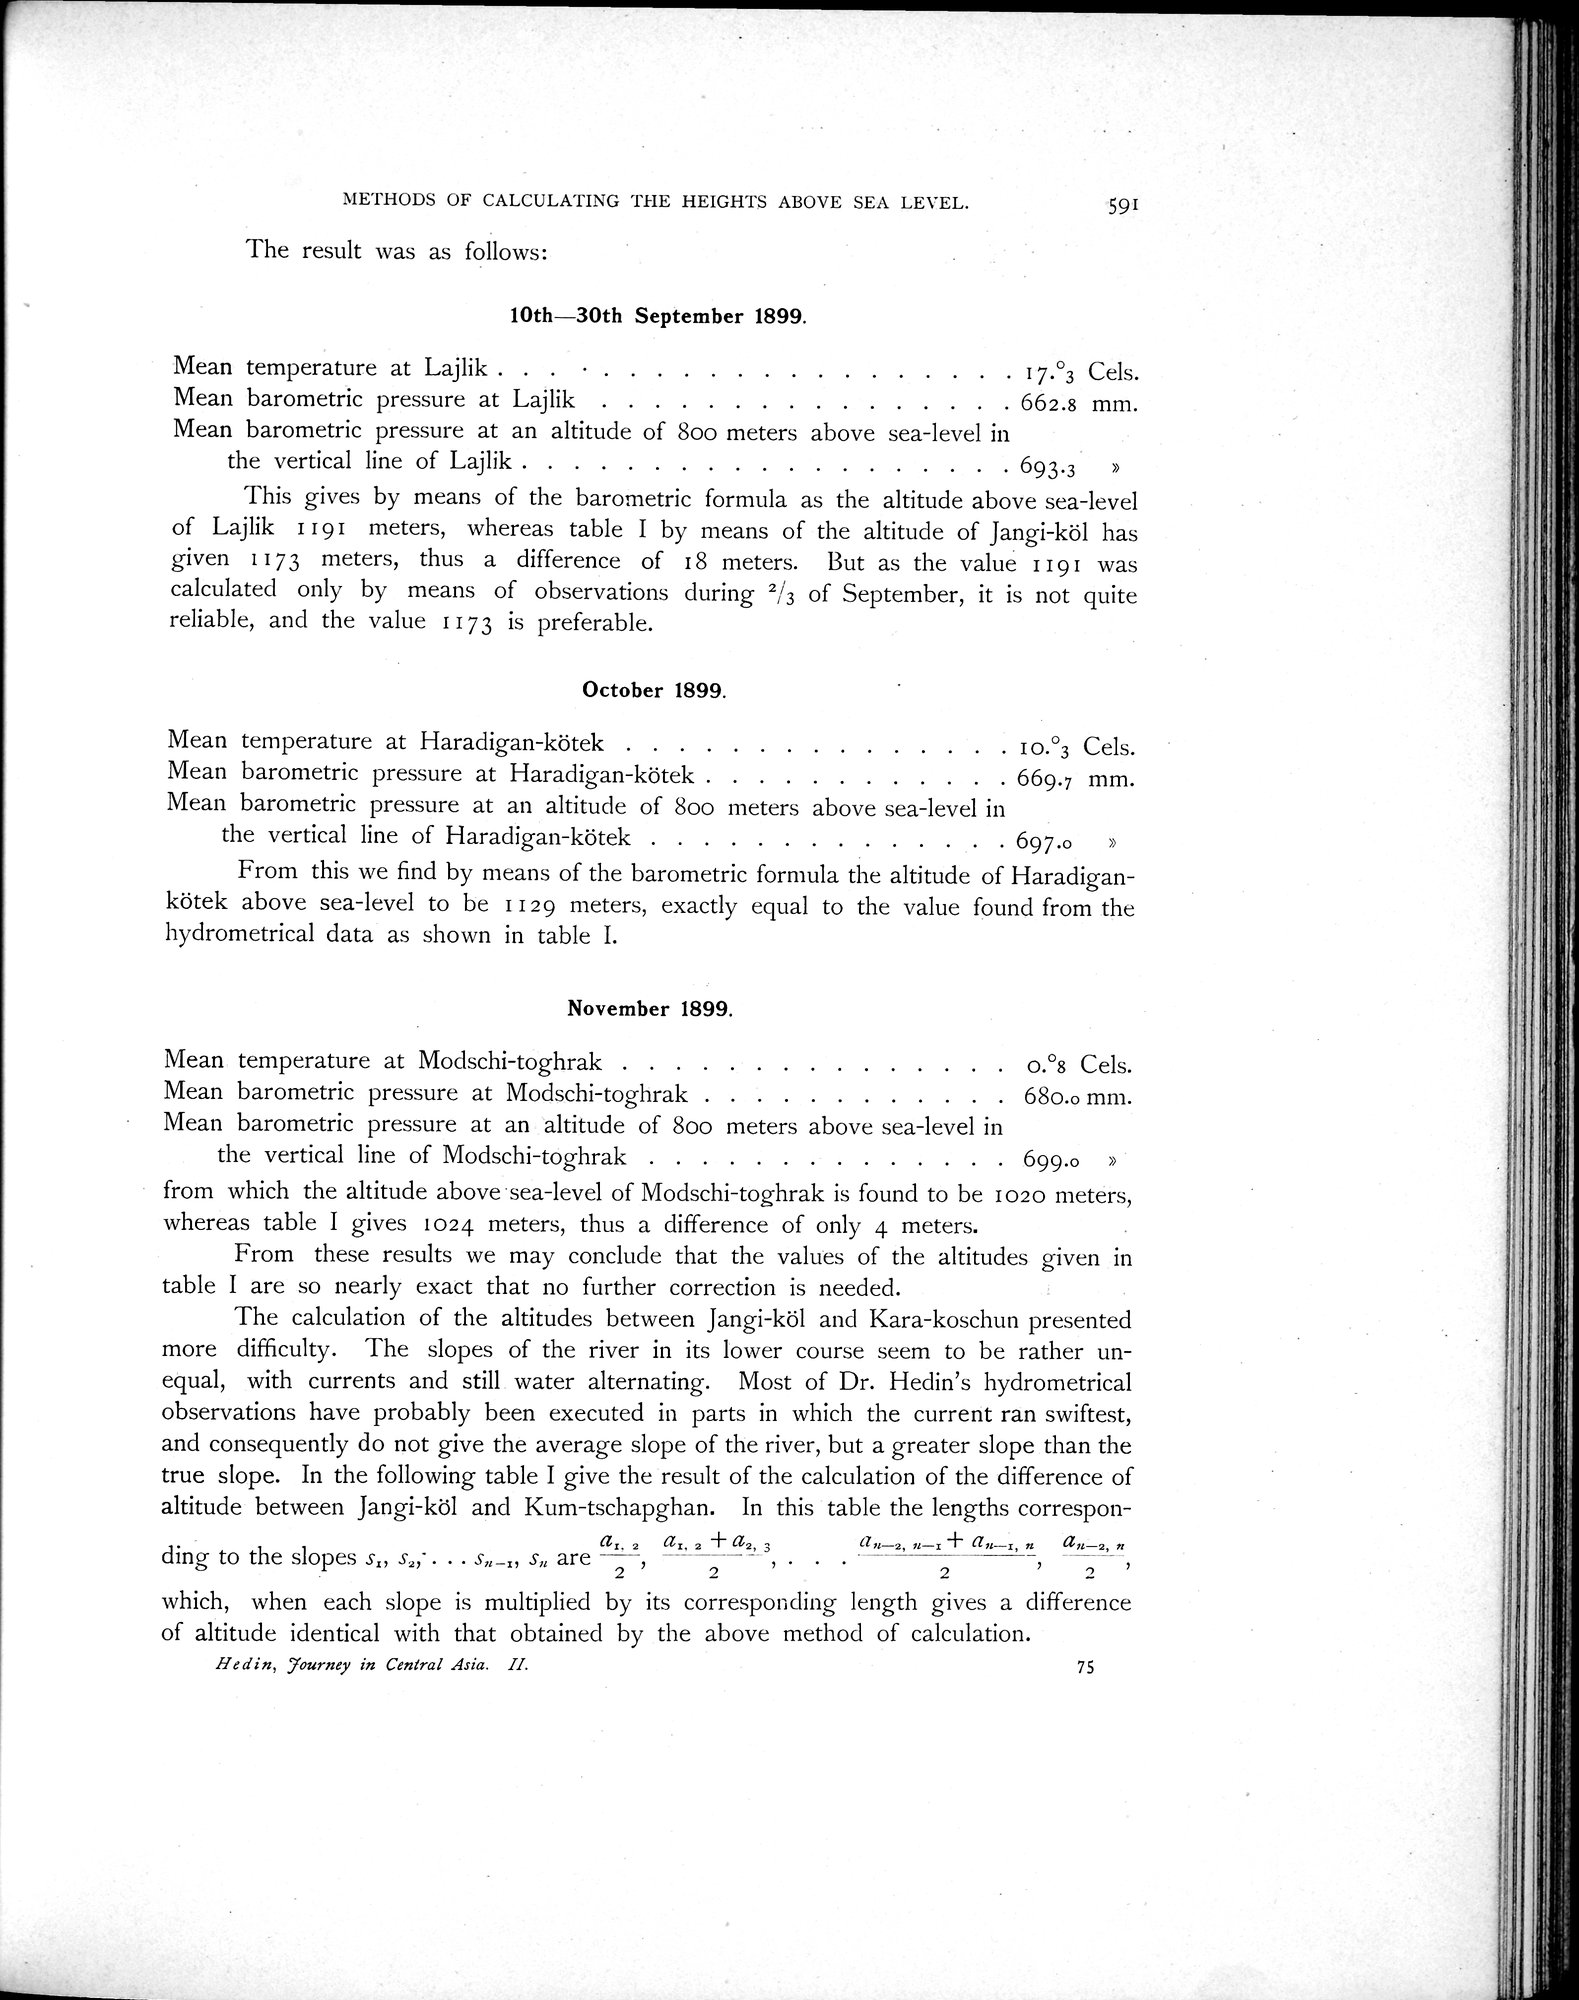 METHODS OF CALCULATING THE HEIGHTS ABOVE SEA LEVEL. 591
The result was as follows:
10th—30th September 1899.
Mean temperature at Lajlik . . . . . . . . . . . . . . . . . . . . 17.°3 Cels.
Mean barometric pressure at Lajlik . . . . . . . . . . . . . . . . 662.8 mm.
Mean barometric pressure at an altitude of 800 meters above sea-level in
the vertical line of Lajlik . . . . . . . . . . . . . . . . . . . 693.3 »
This gives by means of the barometric formula as the altitude above sea-level
of Lajlik 1191 meters, whereas table I by means of the altitude of Jangi-köl has
given 1173 meters, thus a difference of 18 meters. But as the value 1191 was
calculated only by means of observations during 2/3 of September, it is not quite
reliable, and the value 1173 is preferable.
October 1899.
Mean temperature at Haradigan-kötek . . . . . . . . . . . . . . . 10.°3 Cels.
Mean barometric pressure at Haradigan-kötek . . . . . . . . . . . . 669.7 mm.
Mean barometric pressure at an altitude of 800 meters above sea-level in
the vertical line of Haradigan-kötek . . . . . . . . . . . . . . 697.0 »
From this we find by means of the barometric formula the altitude of Haradigan-
kötek above sea-level to be 1129 meters, exactly equal to the value found from the
hydrometrical data as shown in table I.
November 1899.
Mean temperature at Modschi-toghrak . . . . . . . . . . . . . . . 0.°8 Cels.
Mean barometric pressure at Modschi-toghrak . . . . . . . . . . . . 680.0 mm.
Mean barometric pressure at an altitude of 800 meters above sea-level in
the vertical line of Modschi-toghrak . . . . . . . . . . . . . . 699.0 »
from which the altitude above sea-level of Modschi-toghrak is found to be 1020 meters,
whereas table I gives 1024 meters, thus a difference of only 4 meters.
From these results we may conclude that the values of the altitudes given in
table I are so nearly exact that no further correction is needed.
The calculation of the altitudes between Jangi-köl and Kara-koschun presented
more difficulty. The slopes of the river in its lower course seem to be rather un-
equal, with currents and still water alternating. Most of Dr. Hedin's hydrometrical
observations have probably been executed in parts in which the current ran swiftest,
and consequently do not give the average slope of the river, but a greater slope than the
true slope. In the following table I give the result of the calculation of the difference of
altitude between Jangi-köl and Kum-tschapghan. In this table the lengths correspon-
ding to the slopes s₁, s₂, . . . sₙ₋₁, sₙ are a₁, ₂/2, a₁, ₂ + a₂, ₃/2, . . . aₙ₋₂, ₙ₋₁ + aₙ₋₁, ₙ/2, aₙ₋₂, ₙ/2,
which, when each slope is multiplied by its corresponding length gives a difference
of altitude identical with that obtained by the above method of calculation.
Hedin, Journey in Central Asia. II. 75